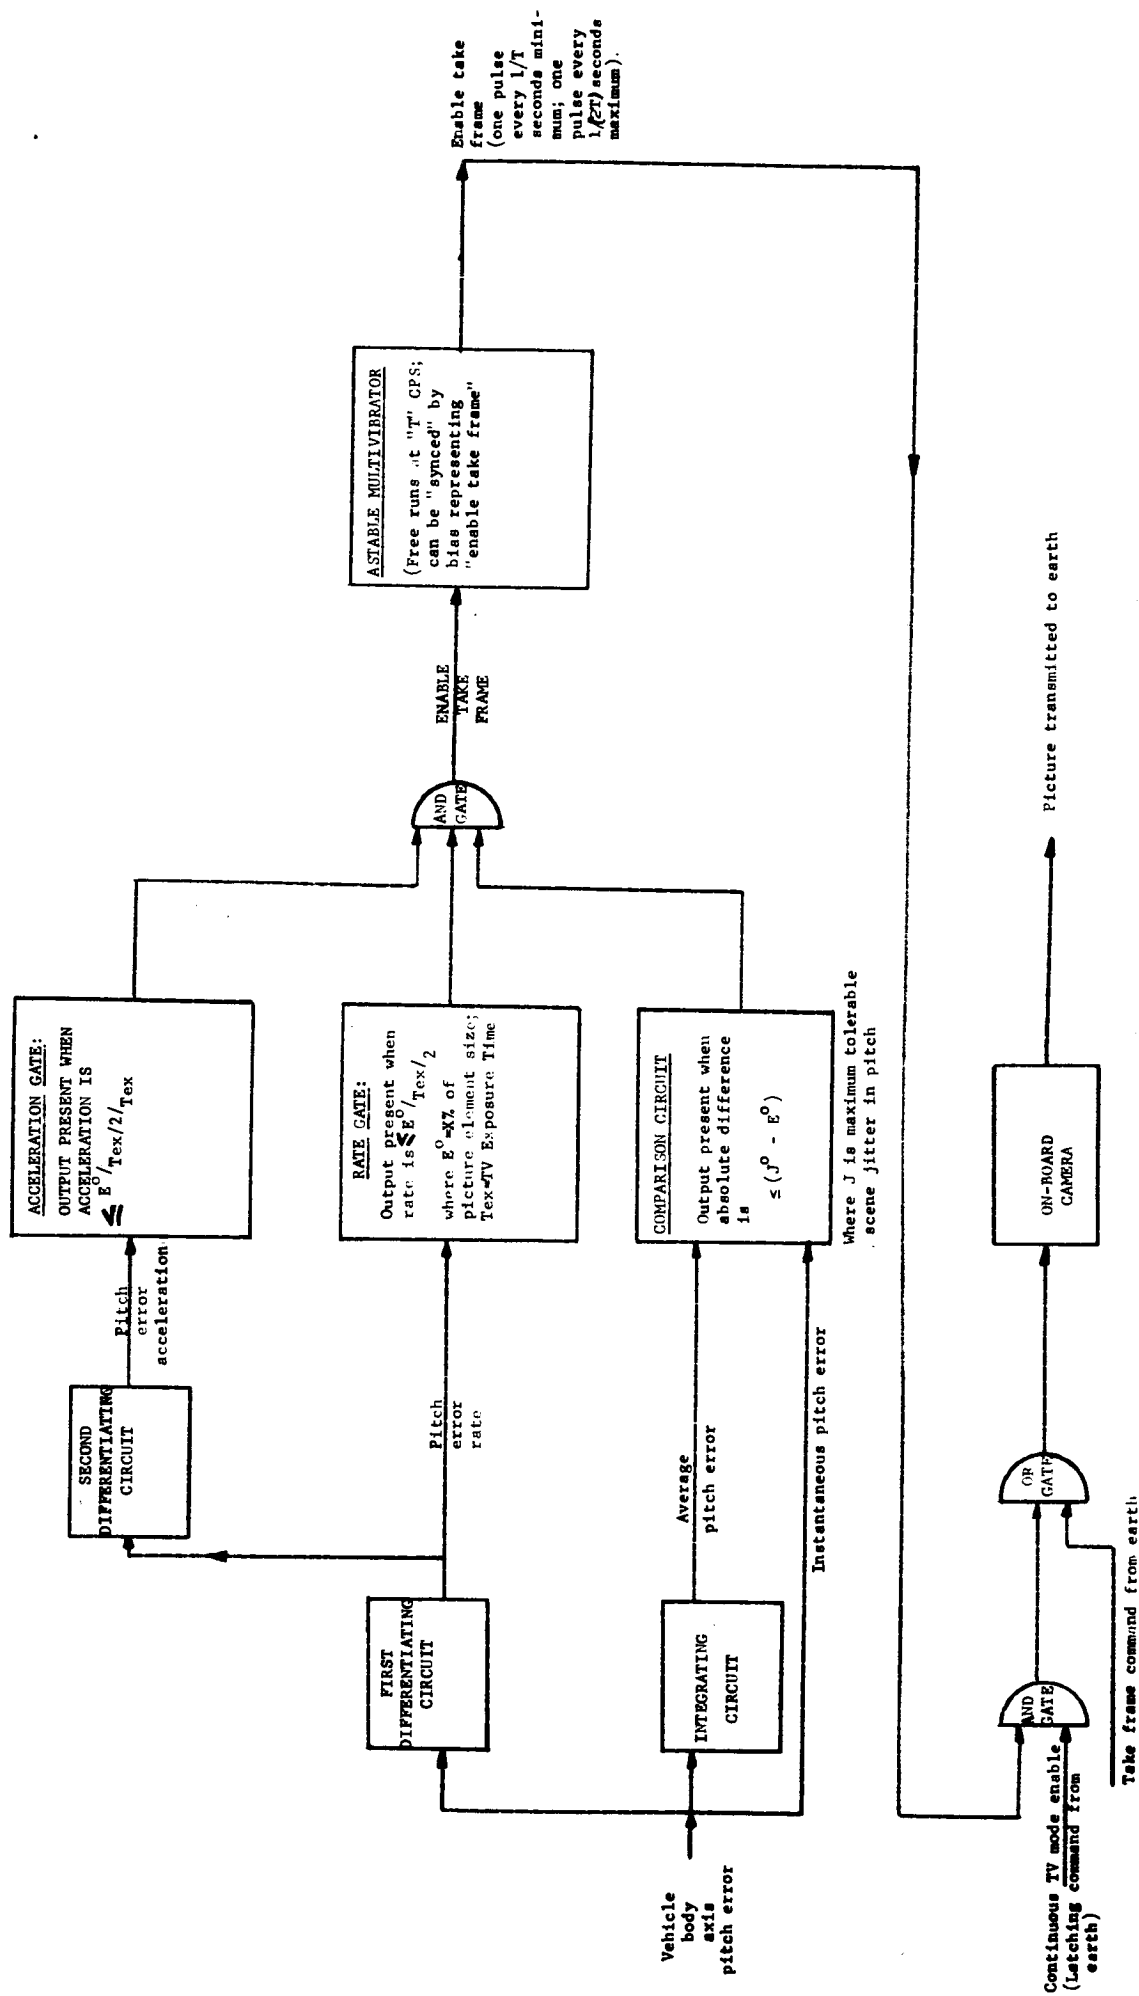 Vehicle
body
axis
pitch error
FIRST
DIFFERENTIATING
CIRCUIT
SECOND
DIFFERENTIATING
CIRCUIT
INTEGRATING
CIRCUIT
Pitch
error
acceleration
Pitch
error
rate
Average
pitch error
Instantaneous pitch error
ACCELERATION GATE:
OUTPUT PRESENT WHEN
ACCELERATION IS
≤ E°/Tex/2/Tex
RATE GATE:
Output present when
rate is ≤ E°/Tex/2
where E°=X% of
picture element size;
Tex=TV Exposure Time
COMPARISON CIRCUIT
Output present when
absolute difference
is
≤ (J° - E°)
Where J is maximum tolerable
scene jitter in pitch
AND
GATE
ENABLE
TAKE
FRAME
ASTABLE MULTIVIBRATOR
(Free runs at "T" CPS;
can be "synced" by
bias representing
"enable take frame"
Enable take
frame
(one pulse
every 1/T
seconds mini-
mum; one
pulse every
1/(2T) seconds
maximum).
Continuous TV mode enable
(Latching command from
earth)
AND
GATE
Take frame command from earth
OR
GATE
ON-BOARD
CAMERA
Picture transmitted to earth